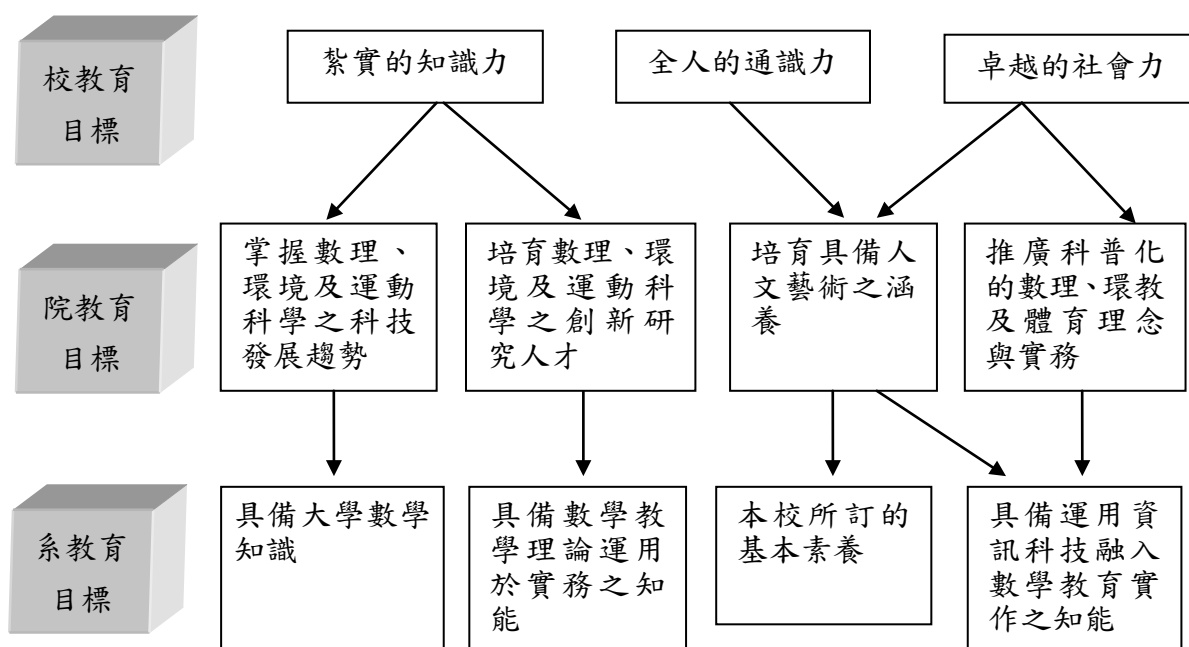 校教育
目標
紮實的知識力
全人的通識力
卓越的社會力
院教育
目標
掌握數理、
環境及運動
科學之科技
發展趨勢
培育數理、環
境及運動科
學之創新研
究人才
培育具備人
文藝術之涵
養
推廣科普化
的數理、環教
及體育理念
與實務
系教育
目標
具備大學數學
知識
具備數學教
學理論運用
於實務之知
能
本校所訂的
基本素養
具備運用資
訊科技融入
數學教育實
作之知能